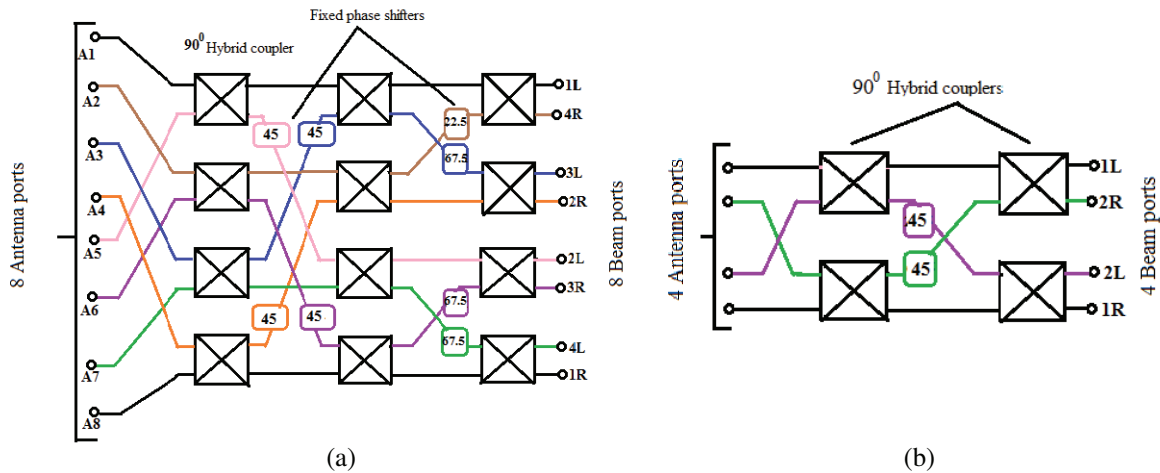 Fixed phase shifters
90⁰ Hybrid coupler
8 Antenna ports
A1
A2
A3
A4
A5
A6
A7
A8
45
45
45
45.
22.5
67.5
67.5
67.5
1L
4R
3L
2R
2L
3R
4L
1R
8 Beam ports
(a)
90⁰ Hybrid couplers
4 Antenna ports
.45
45
1L
2R
2L
1R
4 Beam ports
(b)